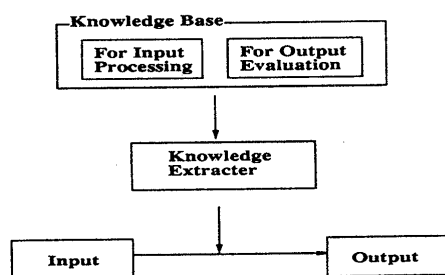 Knowledge Base
For Input
Processing
For Output
Evaluation
Knowledge
Extracter
Input
Output